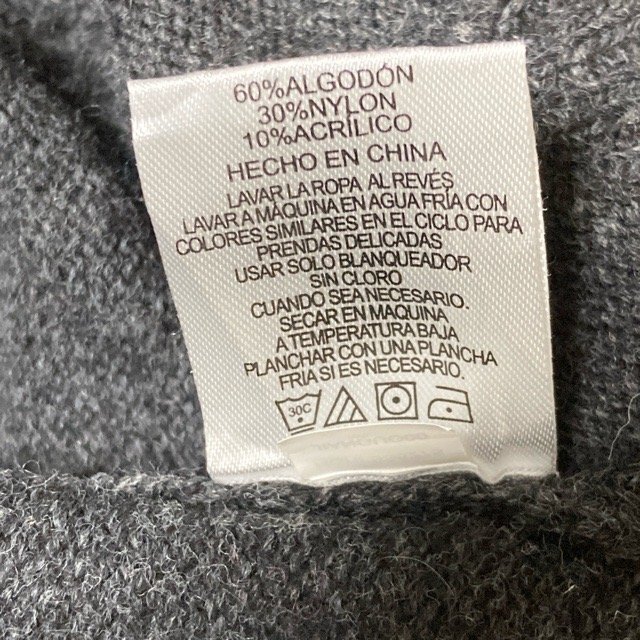 60%ALGODÓN
30%NYLON
10%ACRÍLICO
HECHO EN CHINA
LAVAR LA ROPA AL REVÉS
LAVAR A MÁQUINA EN AGUA FRÍA CON
COLORES SIMILARES EN EL CICLO PARA
PRENDAS DELICADAS
USAR SOLO BLANQUEADOR
SIN CLORO
CUANDO SEA NECESARIO.
SECAR EN MÁQUINA
A TEMPERATURA BAJA
PLANCHAR CON UNA PLANCHA
FRÍA SI ES NECESARIO.
30C